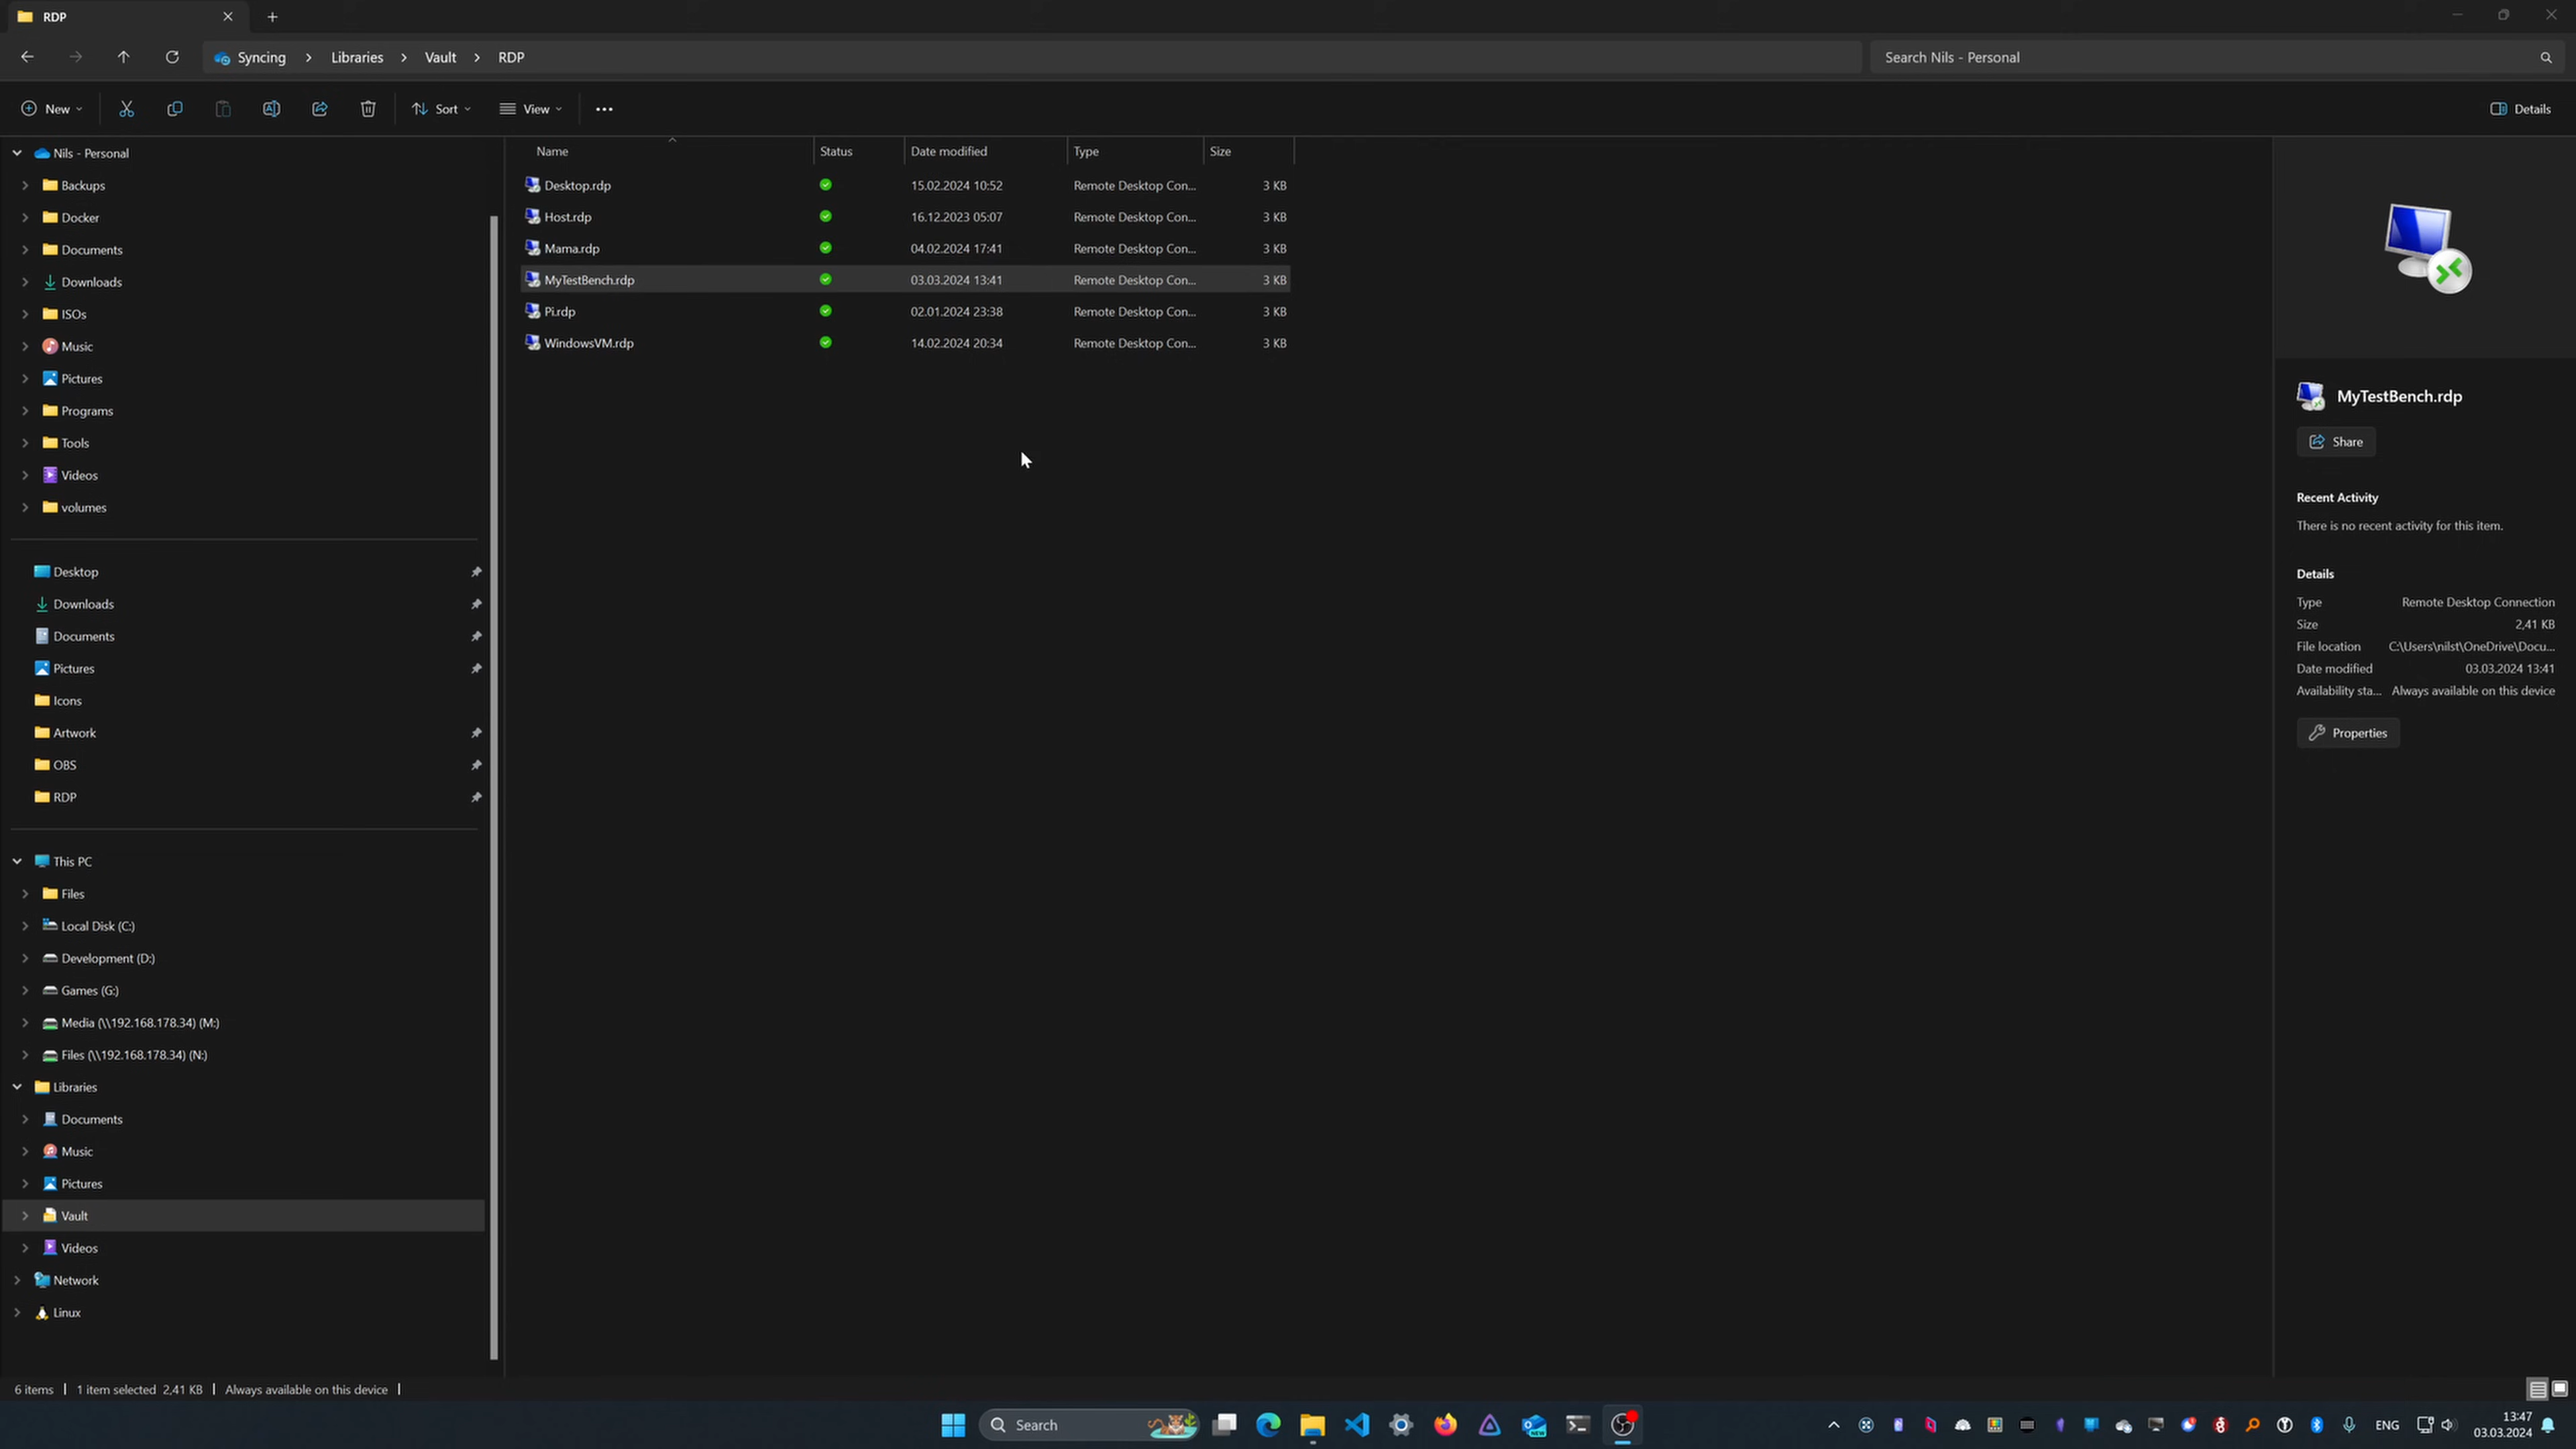 RDP
Syncing > Libraries > Vault > RDP
Search Nils - Personal
New
Sort
View
Details
Nils - Personal
Backups
Docker
Documents
Downloads
ISOs
Music
Pictures
Programs
Tools
Videos
volumes
Desktop
Downloads
Documents
Pictures
Icons
Artwork
OBS
RDP
This PC
Files
Local Disk (C:)
Development (D:)
Games (G:)
Media (\\192.168.178.34) (M:)
Files (\\192.168.178.34) (N:)
Libraries
Documents
Music
Pictures
Vault
Videos
Network
Linux
Name Status Date modified Type Size
Desktop.rdp 15.02.2024 10:52 Remote Desktop Con... 3 KB
Host.rdp 16.12.2023 05:07 Remote Desktop Con... 3 KB
Mama.rdp 04.02.2024 17:41 Remote Desktop Con... 3 KB
MyTestBench.rdp 03.03.2024 13:41 Remote Desktop Con... 3 KB
Pi.rdp 02.01.2024 23:38 Remote Desktop Con... 3 KB
WindowsVM.rdp 14.02.2024 20:34 Remote Desktop Con... 3 KB
MyTestBench.rdp
Share
Recent Activity
There is no recent activity for this item.
Details
Type Remote Desktop Connection
Size 2,41 KB
File location C:\Users\nilst\OneDrive\Docu...
Date modified 03.03.2024 13:41
Availability sta... Always available on this device
Properties
6 items | 1 item selected 2,41 KB | Always available on this device |
Search
NEW
ENG
13:47
03.03.2024